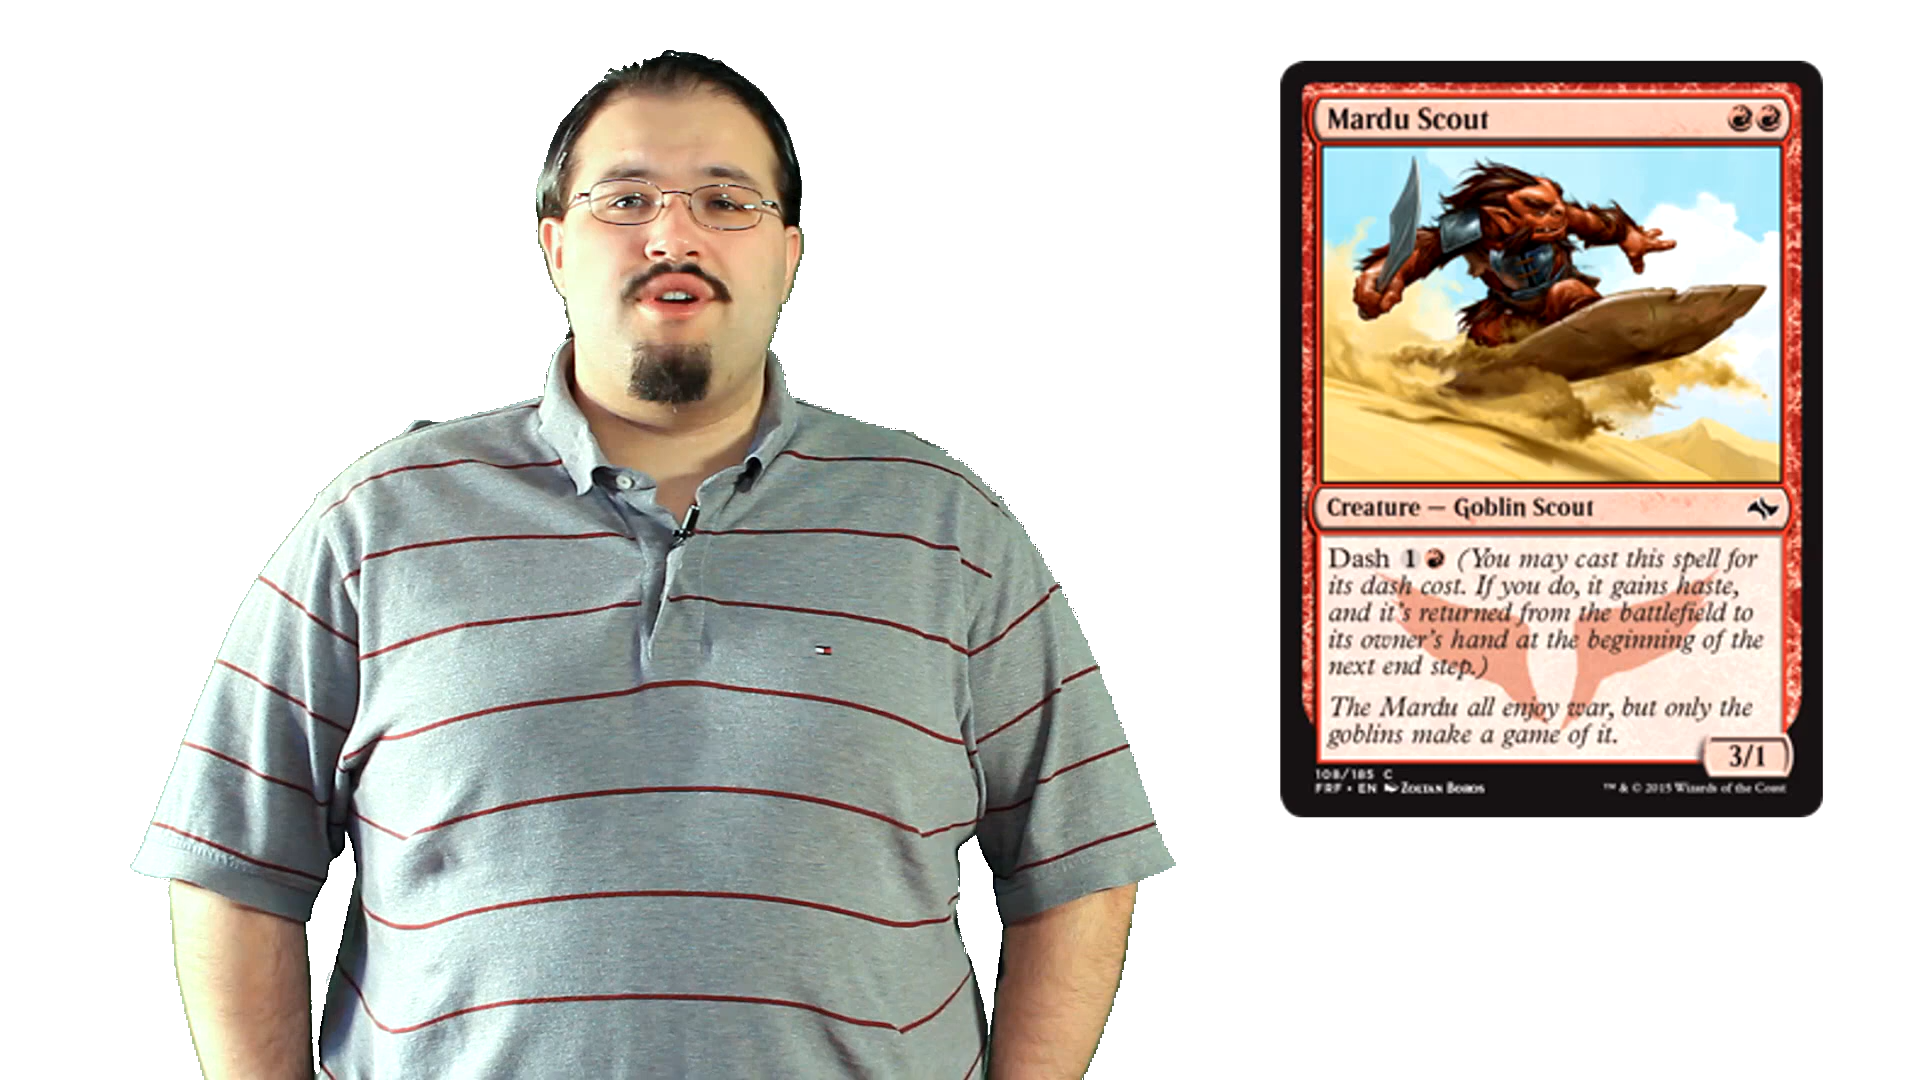 Mardu Scout
Creature — Goblin Scout
Dash 1 (You may cast this spell for
its dash cost. If you do, it gains haste,
and it's returned from the battlefield to
its owner's hand at the beginning of the
next end step.)
The Mardu all enjoy war, but only the
goblins make a game of it.
3/1
108/185 C
FRF • EN Zoltan Boros
™ & © 2015 Wizards of the Coast